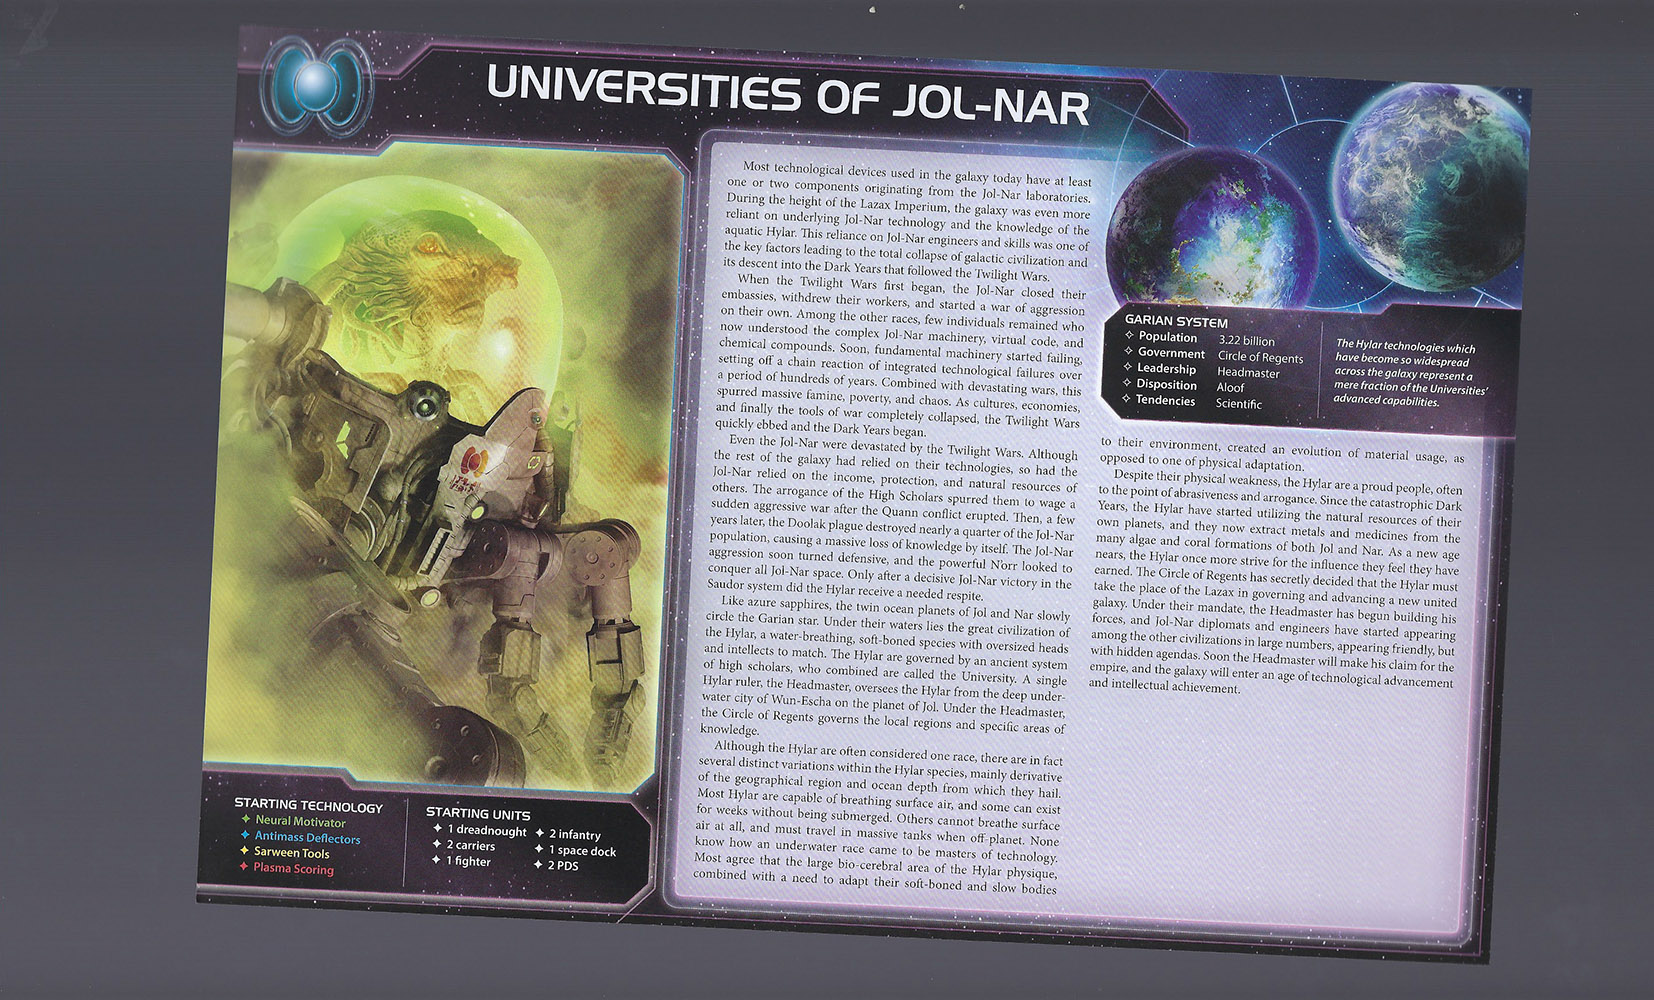 UNIVERSITIES OF JOL-NAR
Most technological devices used in the galaxy today have at least
one or two components originating from the Jol-Nar laboratories.
During the height of the Lazax Imperium, the galaxy was even more
reliant on underlying Jol-Nar technology and the knowledge of the
aquatic Hylar. This reliance on Jol-Nar engineers and skills was one of
the key factors leading to the total collapse of galactic civilization and
its descent into the Dark Years that followed the Twilight Wars.
When the Twilight Wars first began, the Jol-Nar closed their
embassies, withdrew their workers, and started a war of aggression
on their own. Among the other races, few individuals remained who
now understood the complex Jol-Nar machinery, virtual code, and
chemical compounds. Soon, fundamental machinery started failing,
setting off a chain reaction of integrated technological failures over
a period of hundreds of years. Combined with devastating wars, this
spurred massive famine, poverty, and chaos. As cultures, economies,
and finally the tools of war completely collapsed, the Twilight Wars
quickly ebbed and the Dark Years began.
Even the Jol-Nar were devastated by the Twilight Wars. Although
the rest of the galaxy had relied on their technologies, so had the
Jol-Nar relied on the income, protection, and natural resources of
others. The arrogance of the High Scholars spurred them to wage a
sudden aggressive war after the Quann conflict erupted. Then, a few
years later, the Doolak plague destroyed nearly a quarter of the Jol-Nar
population, causing a massive loss of knowledge by itself. The Jol-Nar
aggression soon turned defensive, and the powerful N'orr looked to
conquer all Jol-Nar space. Only after a decisive Jol-Nar victory in the
Saudor system did the Hylar receive a needed respite.
Like azure sapphires, the twin ocean planets of Jol and Nar slowly
circle the Garian star. Under their waters lies the great civilization of
the Hylar, a water-breathing, soft-boned species with oversized heads
and intellects to match. The Hylar are governed by an ancient system
of high scholars, who combined are called the University. A single
Hylar ruler, the Headmaster, oversees the Hylar from the deep under-
water city of Wun-Escha on the planet of Jol. Under the Headmaster,
the Circle of Regents governs the local regions and specific areas of
knowledge.
Although the Hylar are often considered one race, there are in fact
several distinct variations within the Hylar species, mainly derivative
of the geographical region and ocean depth from which they hail.
Most Hylar are capable of breathing surface air, and some can exist
for weeks without being submerged. Others cannot breathe surface
air at all, and must travel in massive tanks when off-planet. None
know how an underwater race came to be masters of technology.
Most agree that the large bio-cerebral area of the Hylar physique,
combined with a need to adapt their soft-boned and slow bodies
GARIAN SYSTEM
Population 3.22 billion
Government Circle of Regents
Leadership Headmaster
Disposition Aloof
Tendencies Scientific
The Hylar technologies which
have become so widespread
across the galaxy represent a
mere fraction of the Universities'
advanced capabilities.
to their environment, created an evolution of material usage, as
opposed to one of physical adaptation.
Despite their physical weakness, the Hylar are a proud people, often
to the point of abrasiveness and arrogance. Since the catastrophic Dark
Years, the Hylar have started utilizing the natural resources of their
own planets, and they now extract metals and medicines from the
many algae and coral formations of both Jol and Nar. As a new age
nears, the Hylar once more strive for the influence they feel they have
earned. The Circle of Regents has secretly decided that the Hylar must
take the place of the Lazax in governing and advancing a new united
galaxy. Under their mandate, the Headmaster has begun building his
forces, and Jol-Nar diplomats and engineers have started appearing
among the other civilizations in large numbers, appearing friendly, but
with hidden agendas. Soon the Headmaster will make his claim for the
empire, and the galaxy will enter an age of technological advancement
and intellectual achievement.
STARTING TECHNOLOGY
Neural Motivator
Antimass Deflectors
Sarween Tools
Plasma Scoring
STARTING UNITS
1 dreadnought 2 infantry
2 carriers 1 space dock
1 fighter 2 PDS